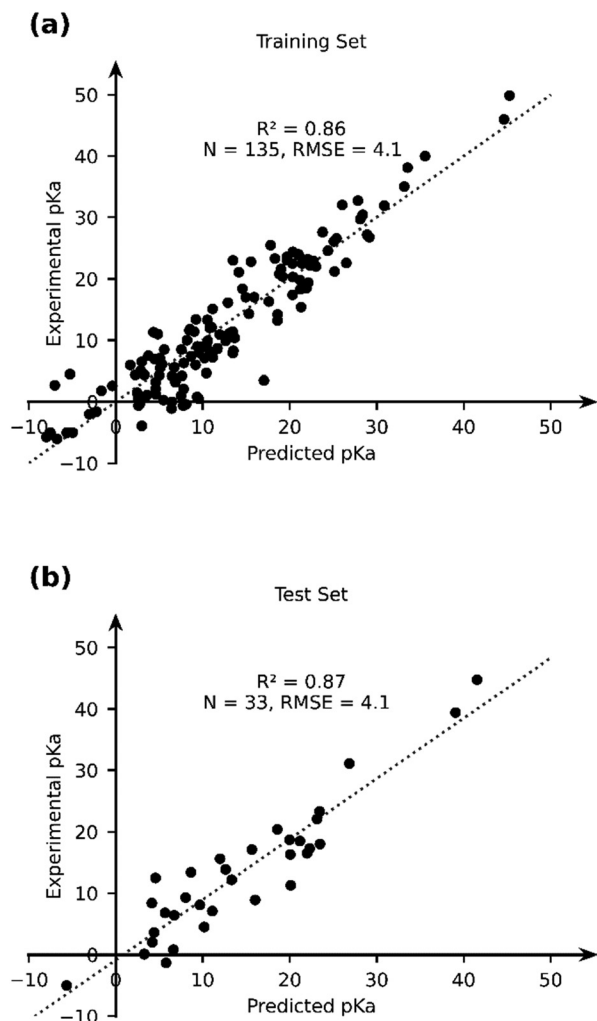 (a)
Training Set
R² = 0.86
N = 135, RMSE = 4.1
Experimental pKa
50
40
30
20
10
0
−10
−10 0 10 20 30 40 50
Predicted pKa
(b)
Test Set
R² = 0.87
N = 33, RMSE = 4.1
Experimental pKa
50
40
30
20
10
0
−10
−10 0 10 20 30 40 50
Predicted pKa